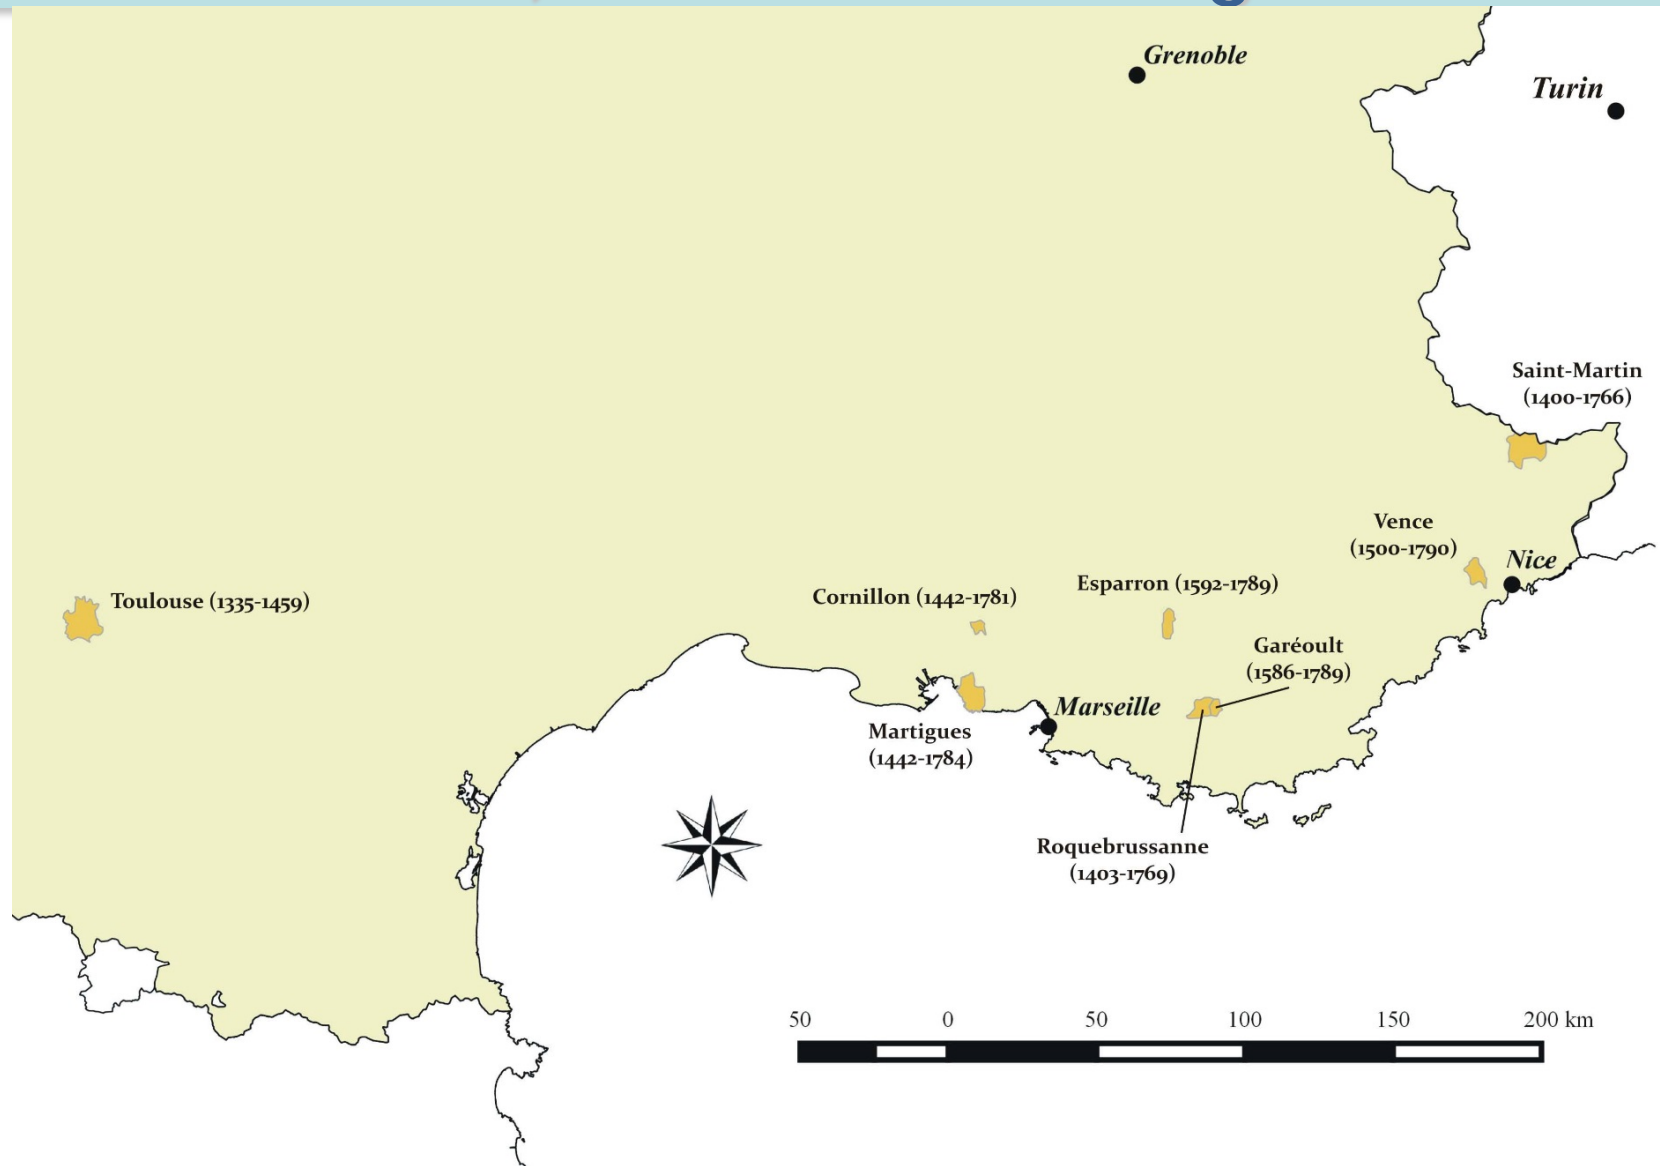 Grenoble
Turin
Saint-Martin
(1400-1766)
Vence
(1500-1790)
Nice
Esparron (1592-1789)
Cornillon (1442-1781)
Toulouse (1335-1459)
Garéoult
(1586-1789)
Marseille
Martigues
(1442-1784)
Roquebrussanne
(1403-1769)
50 0 50 100 150 200 km